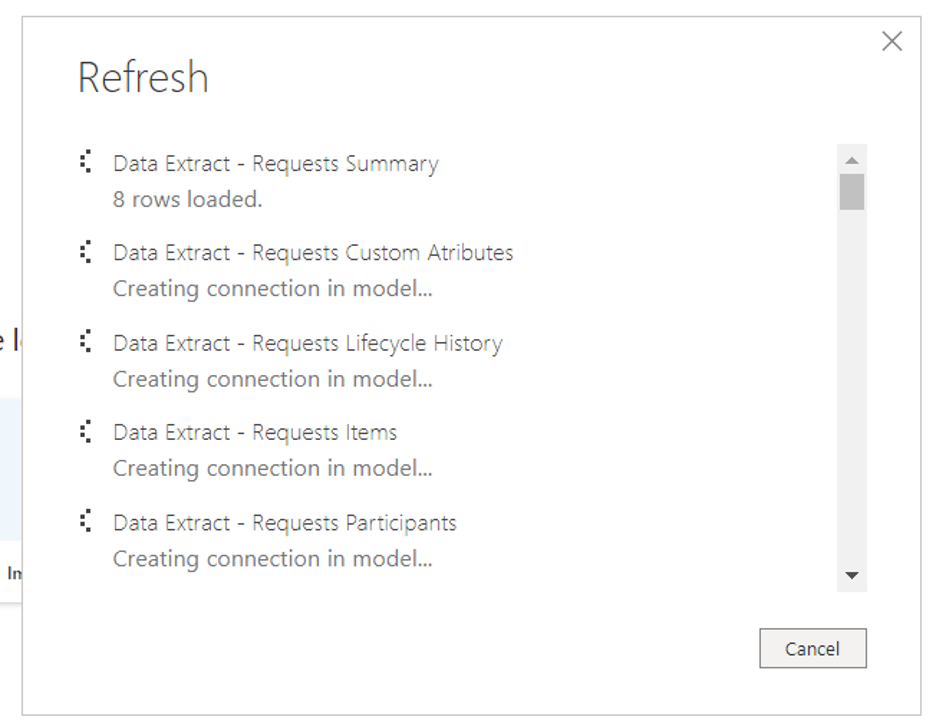 Refresh
Data Extract - Requests Summary
8 rows loaded.
Data Extract - Requests Custom Atributes
Creating connection in model...
e l
Data Extract - Requests Lifecycle History
Creating connection in model...
Data Extract - Requests Items
Creating connection in model...
Data Extract - Requests Participants
Creating connection in model...
Cancel